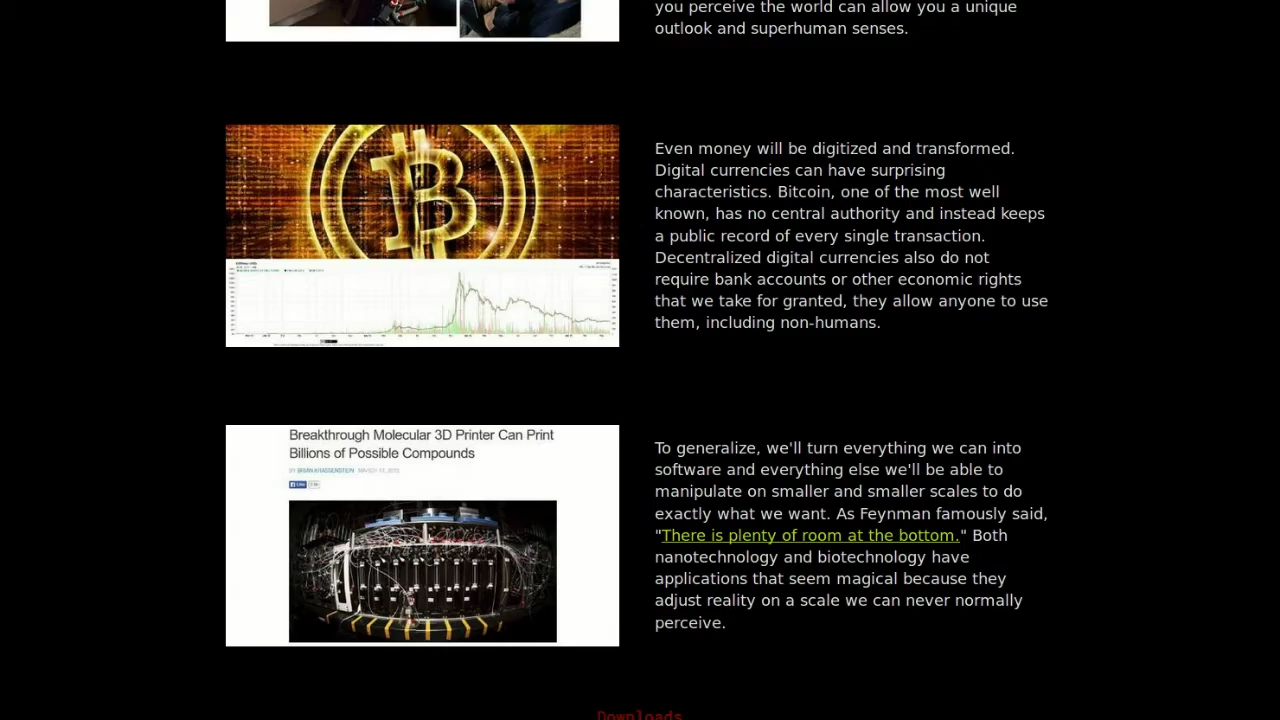 you perceive the world can allow you a unique
outlook and superhuman senses.
Even money will be digitized and transformed.
Digital currencies can have surprising
characteristics. Bitcoin, one of the most well
known, has no central authority and instead keeps
a public record of every single transaction.
Decentralized digital currencies also do not
require bank accounts or other economic rights
that we take for granted, they allow anyone to use
them, including non-humans.
Breakthrough Molecular 3D Printer Can Print
Billions of Possible Compounds
BY BRIAN KRASSENSTEIN
To generalize, we'll turn everything we can into
software and everything else we'll be able to
manipulate on smaller and smaller scales to do
exactly what we want. As Feynman famously said,
"There is plenty of room at the bottom." Both
nanotechnology and biotechnology have
applications that seem magical because they
adjust reality on a scale we can never normally
perceive.
Downloads